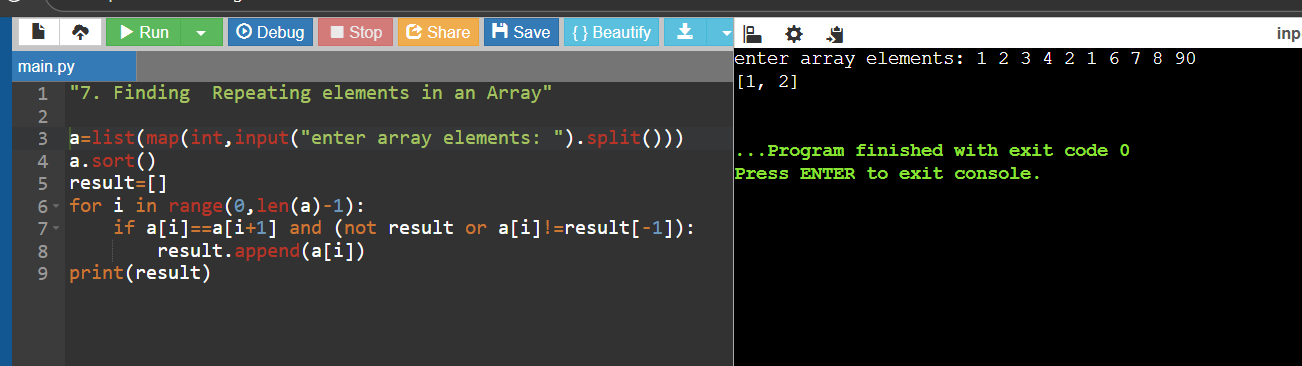 Run Debug Stop Share Save { } Beautify
main.py
1 "7. Finding  Repeating elements in an Array"
2
3 a=list(map(int,input("enter array elements: ").split()))
4 a.sort()
5 result=[]
6 for i in range(0,len(a)-1):
7     if a[i]==a[i+1] and (not result or a[i]!=result[-1]):
8         result.append(a[i])
9 print(result)
inp
enter array elements: 1 2 3 4 2 1 6 7 8 90
[1, 2]
...Program finished with exit code 0
Press ENTER to exit console.